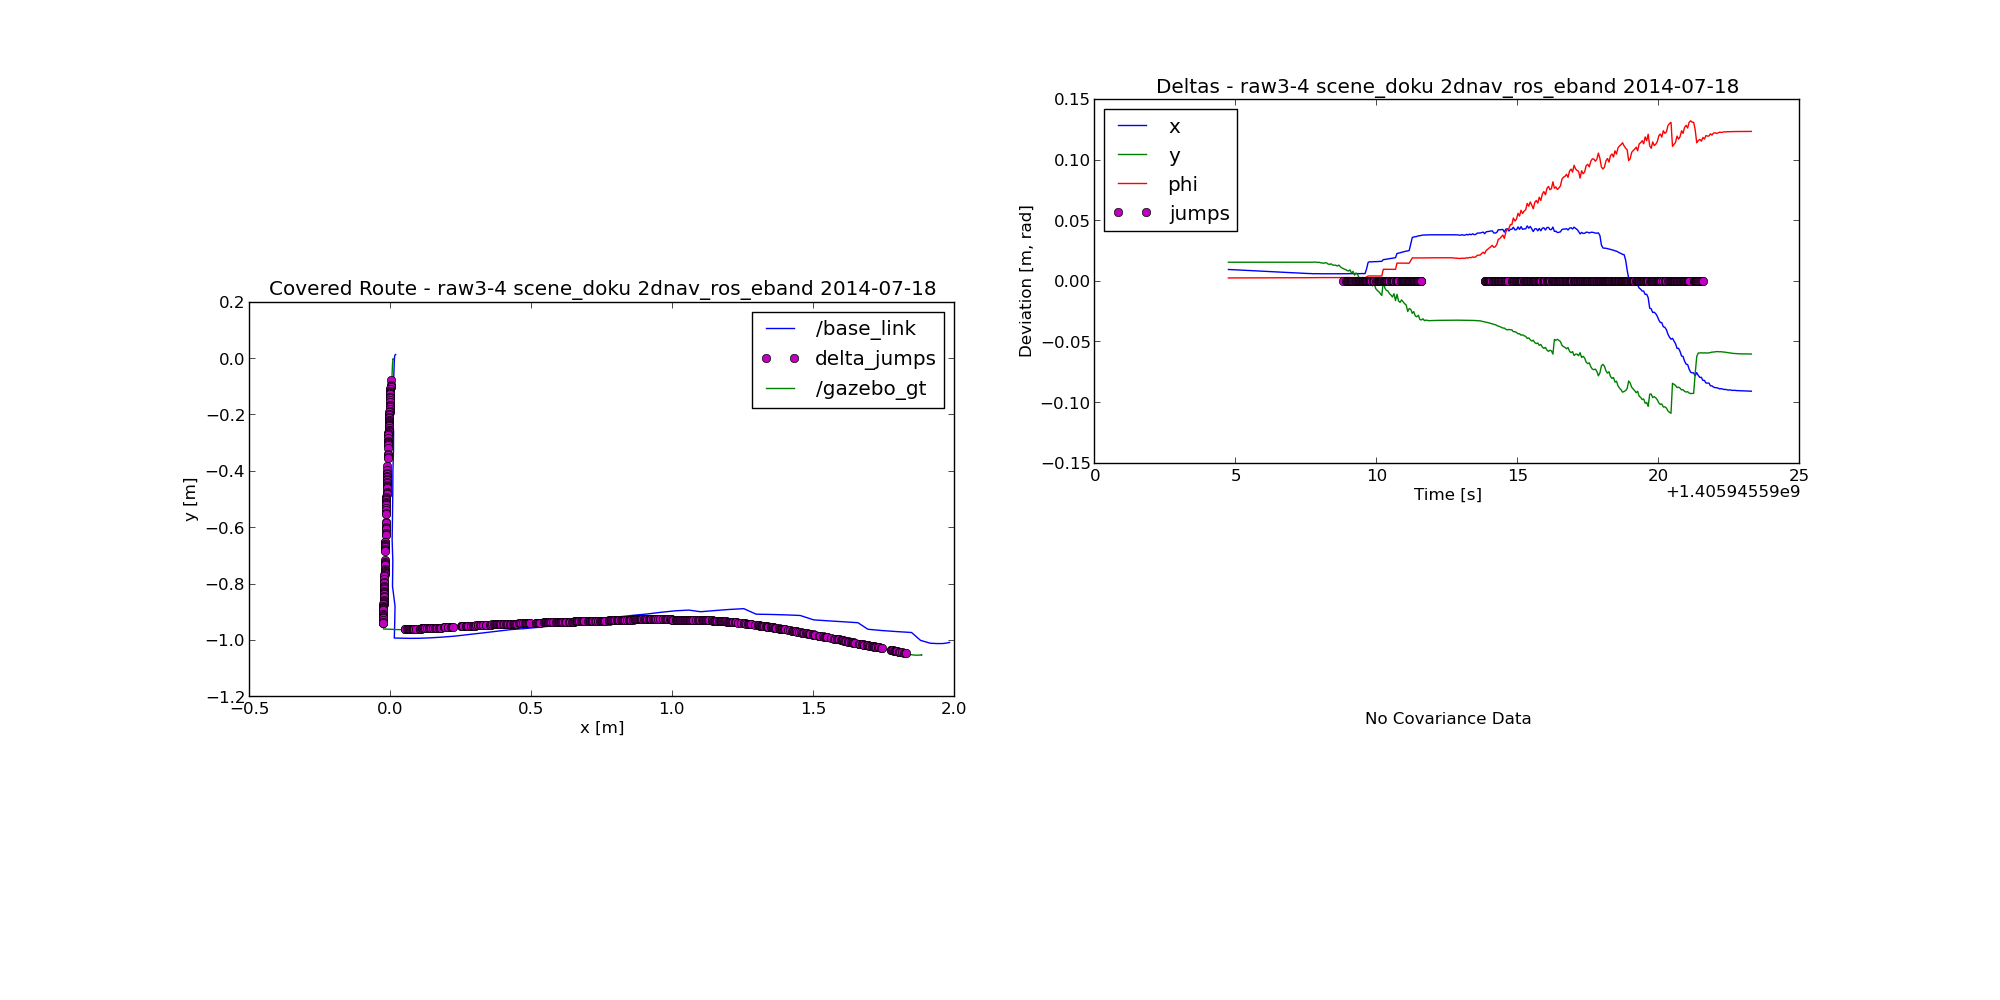 Covered Route - raw3-4 scene_doku 2dnav_ros_eband 2014-07-18
0.2
0.0
−0.2
−0.4
−0.6
−0.8
−1.0
−1.2
y [m]
/base_link
delta_jumps
/gazebo_gt
−0.5 0.0 0.5 1.0 1.5 2.0
x [m]
Deltas - raw3-4 scene_doku 2dnav_ros_eband 2014-07-18
0.15
0.10
0.05
0.00
−0.05
−0.10
−0.15
Deviation [m, rad]
x
y
phi
jumps
0 5 10 15 20 25
Time [s]
+1.40594559e9
No Covariance Data